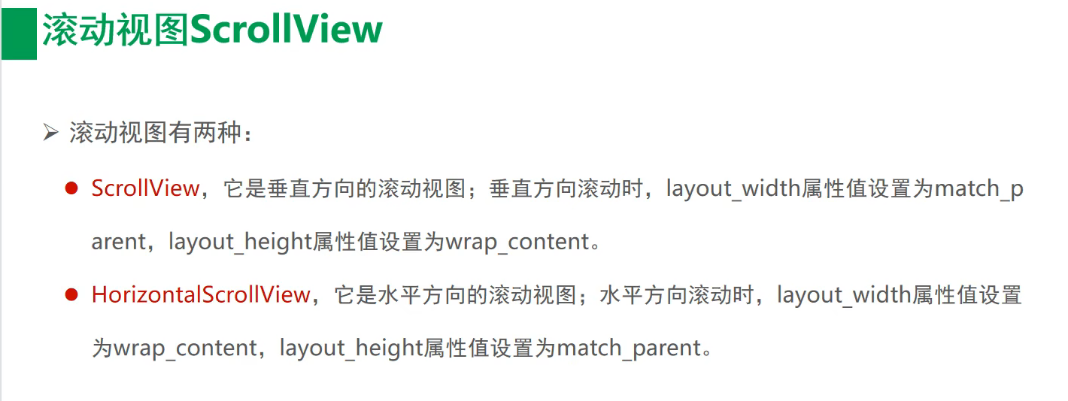 滚动视图ScrollView
➢ 滚动视图有两种：
● ScrollView，它是垂直方向的滚动视图；垂直方向滚动时，layout_width属性值设置为match_p
arent，layout_height属性值设置为wrap_content。
● HorizontalScrollView，它是水平方向的滚动视图；水平方向滚动时，layout_width属性值设置
为wrap_content，layout_height属性值设置为match_parent。